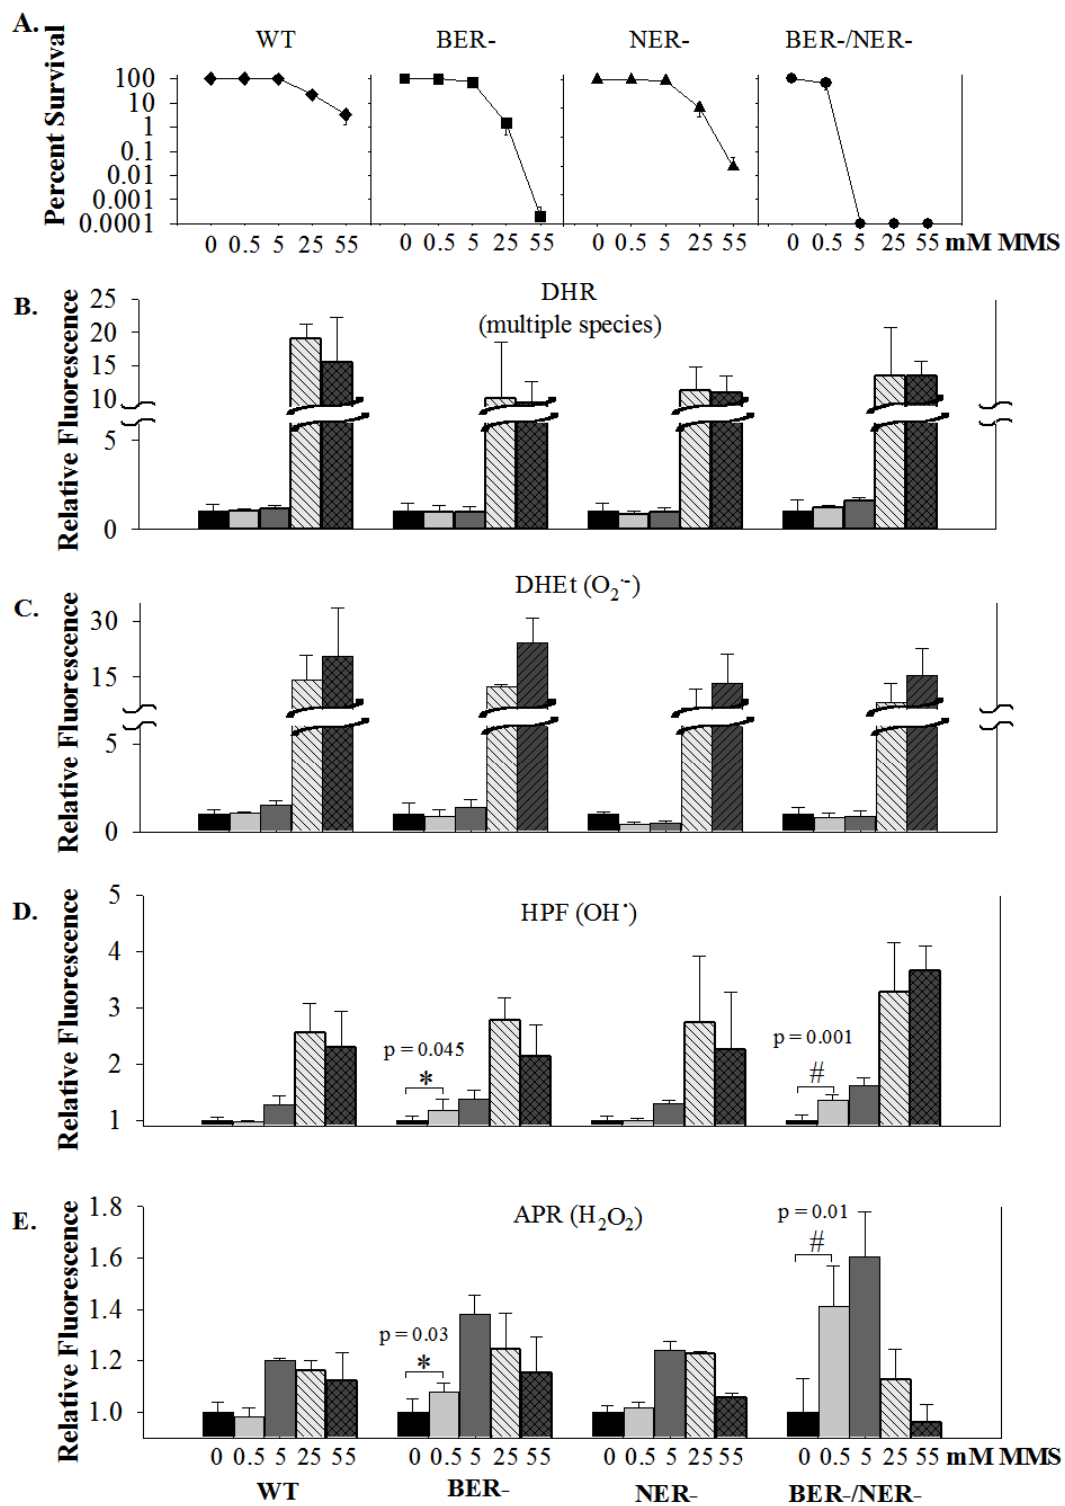 A.
WT BER- NER- BER-/NER-
Percent Survival
100
10
1
0.1
0.01
0.001
0.0001
0 0.5 5 25 55 0 0.5 5 25 55 0 0.5 5 25 55 0 0.5 5 25 55 mM MMS
B.
DHR
(multiple species)
Relative Fluorescence
25
20
15
10
5
0
C.
DHEt (O₂·-)
Relative Fluorescence
30
15
5
0
D.
HPF (OH·)
Relative Fluorescence
5
4
3
2
1
p = 0.045
*
p = 0.001
#
E.
APR (H₂O₂)
Relative Fluorescence
1.8
1.6
1.4
1.2
1.0
p = 0.03
*
p = 0.01
#
0 0.5 5 25 55 0 0.5 5 25 55 0 0.5 5 25 55 0 0.5 5 25 55 mM MMS
WT BER- NER- BER-/NER-